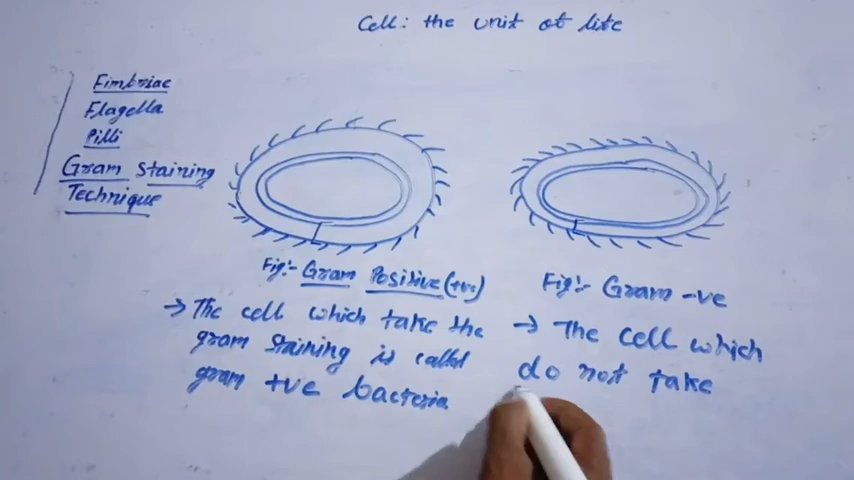 Cell: the unit of life
Fimbriae
Flagella
Pilli
Gram Staining
Technique
Fig:- Gram Positive (+ve)
→ The cell which take the
gram staining is called
gram +ve bacteria
Fig:- Gram -ve
→ The cell which
do not take